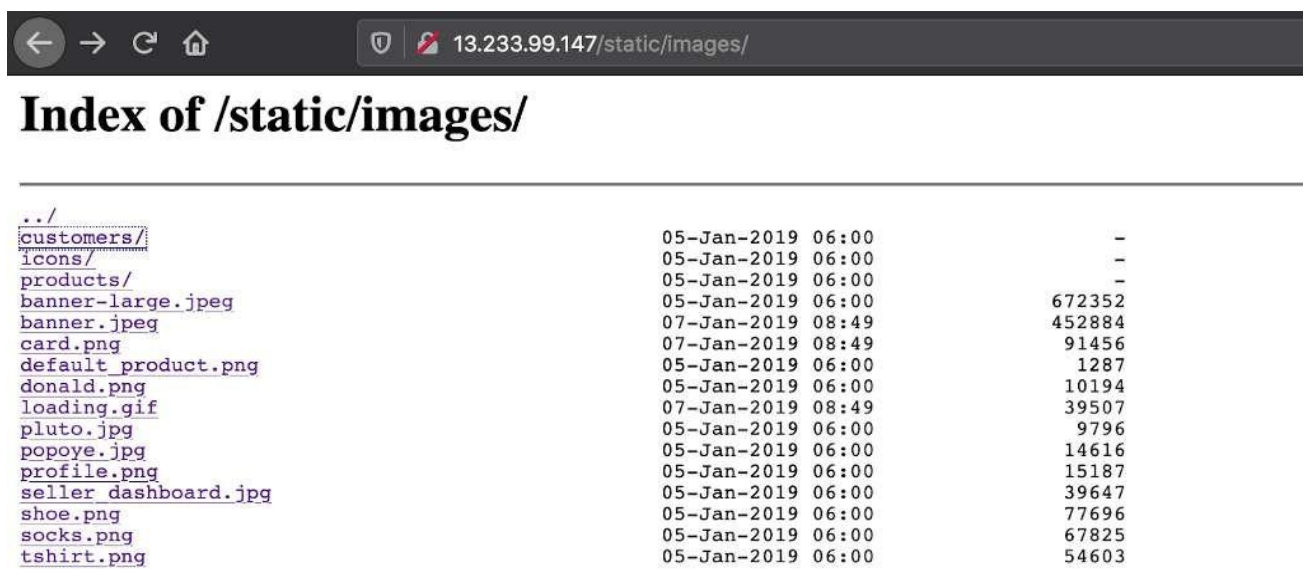 13.233.99.147/static/images/
Index of /static/images/
../
customers/ 05-Jan-2019 06:00 -
icons/ 05-Jan-2019 06:00 -
products/ 05-Jan-2019 06:00 -
banner-large.jpeg 05-Jan-2019 06:00 672352
banner.jpeg 07-Jan-2019 08:49 452884
card.png 07-Jan-2019 08:49 91456
default_product.png 05-Jan-2019 06:00 1287
donald.png 05-Jan-2019 06:00 10194
loading.gif 07-Jan-2019 08:49 39507
pluto.jpg 05-Jan-2019 06:00 9796
popoye.jpg 05-Jan-2019 06:00 14616
profile.png 05-Jan-2019 06:00 15187
seller_dashboard.jpg 05-Jan-2019 06:00 39647
shoe.png 05-Jan-2019 06:00 77696
socks.png 05-Jan-2019 06:00 67825
tshirt.png 05-Jan-2019 06:00 54603